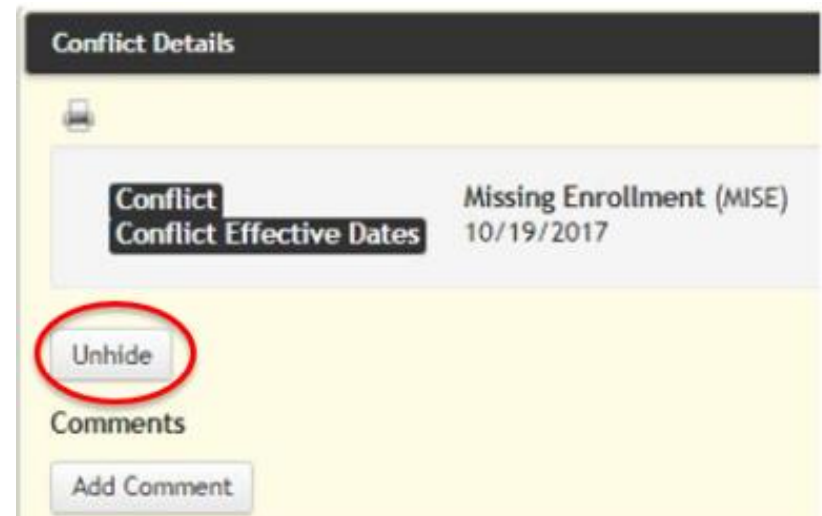 Conflict Details
Conflict Missing Enrollment (MISE)
Conflict Effective Dates 10/19/2017
Unhide
Comments
Add Comment